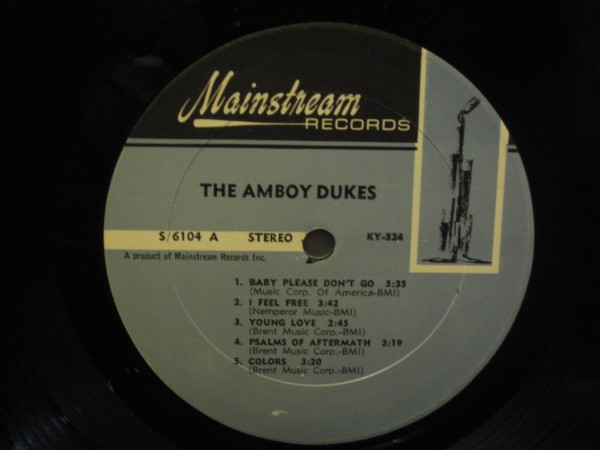 Mainstream
RECORDS
THE AMBOY DUKES
S/6104 A STEREO KY-524
A product of Mainstream Records Inc.
1. BABY PLEASE DON'T GO 5:35
(Music Corp. Of America-BMI)
2. I FEEL FREE 3:42
(Nemperor Music-BMI)
3. YOUNG LOVE 2:45
(Brent Music Corp.-BMI)
4. PSALMS OF AFTERMATH 3:19
(Brent Music Corp.-BMI)
5. COLORS 3:20
(Brent Music Corp.-BMI)